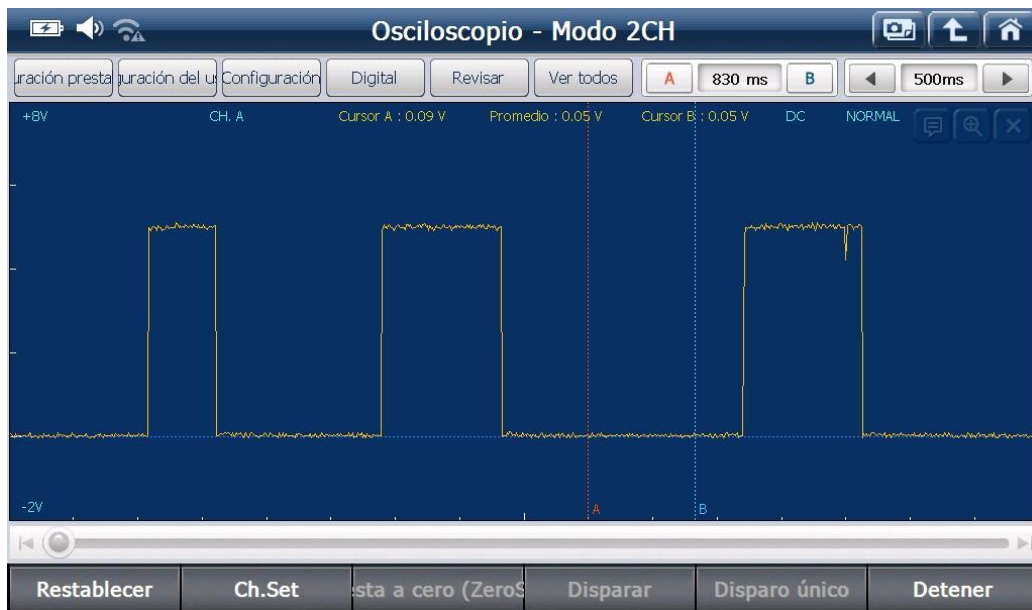 Osciloscopio - Modo 2CH
uración presta guración del u Configuración Digital Revisar Ver todos A 830 ms B 500ms
+8V CH. A Cursor A : 0.09 V Promedio : 0.05 V Cursor B : 0.05 V DC NORMAL
-2V A B
Restablecer Ch.Set sta a cero (ZeroS Disparar Disparo único Detener